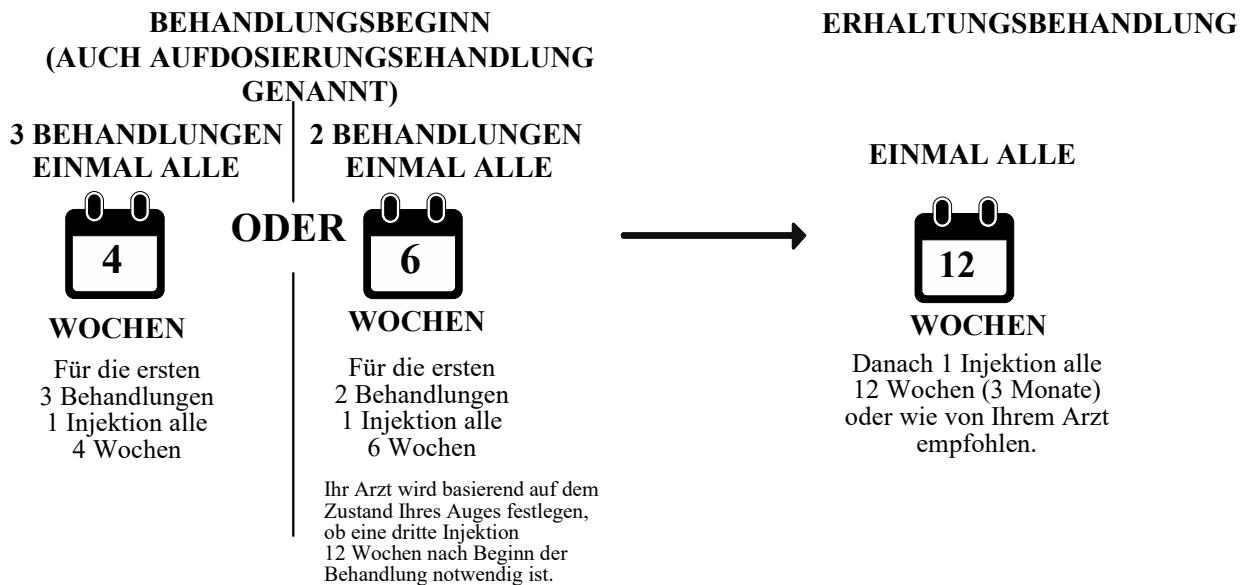 BEHANDLUNGSBEGINN
(AUCH AUFDOSIERUNGSEHANDLUNG
GENANNT)
3 BEHANDLUNGEN
EINMAL ALLE
4
WOCHEN
Für die ersten
3 Behandlungen
1 Injektion alle
4 Wochen
ODER
2 BEHANDLUNGEN
EINMAL ALLE
6
WOCHEN
Für die ersten
2 Behandlungen
1 Injektion alle
6 Wochen
Ihr Arzt wird basierend auf dem
Zustand Ihres Auges festlegen,
ob eine dritte Injektion
12 Wochen nach Beginn der
Behandlung notwendig ist.
ERHALTUNGSBEHANDLUNG
EINMAL ALLE
12
WOCHEN
Danach 1 Injektion alle
12 Wochen (3 Monate)
oder wie von Ihrem Arzt
empfohlen.